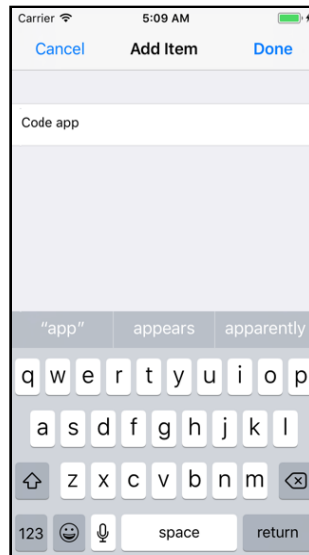 Carrier 5:09 AM
Cancel Add Item Done
Code app
“app” appears apparently
q w e r t y u i o p
a s d f g h j k l
z x c v b n m
123 space return